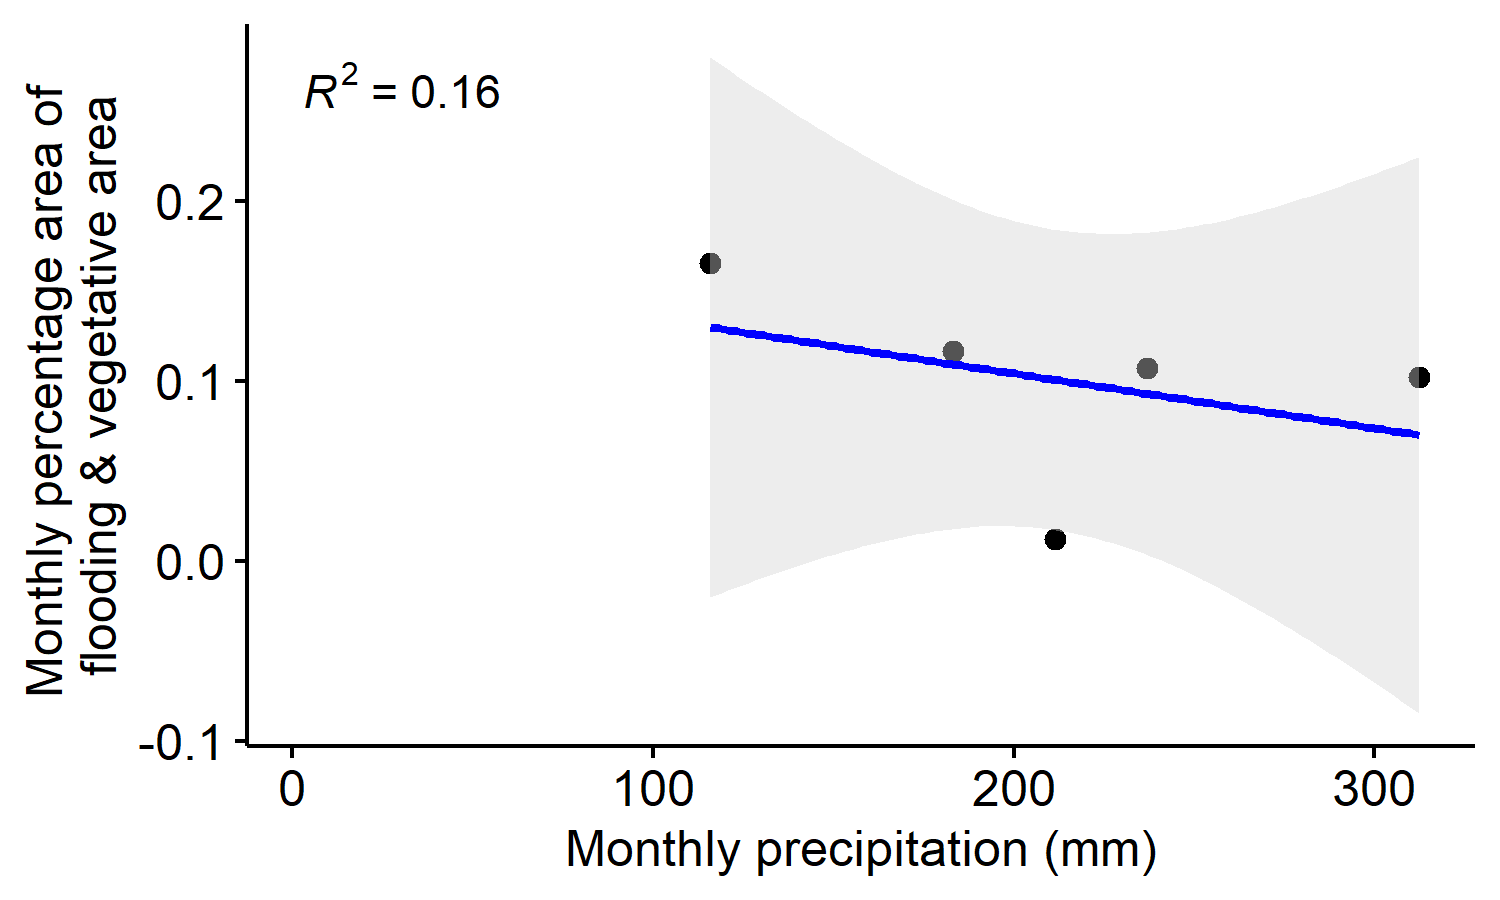 R² = 0.16
Monthly percentage area of
flooding & vegetative area
0.2
0.1
0.0
-0.1
0 100 200 300
Monthly precipitation (mm)